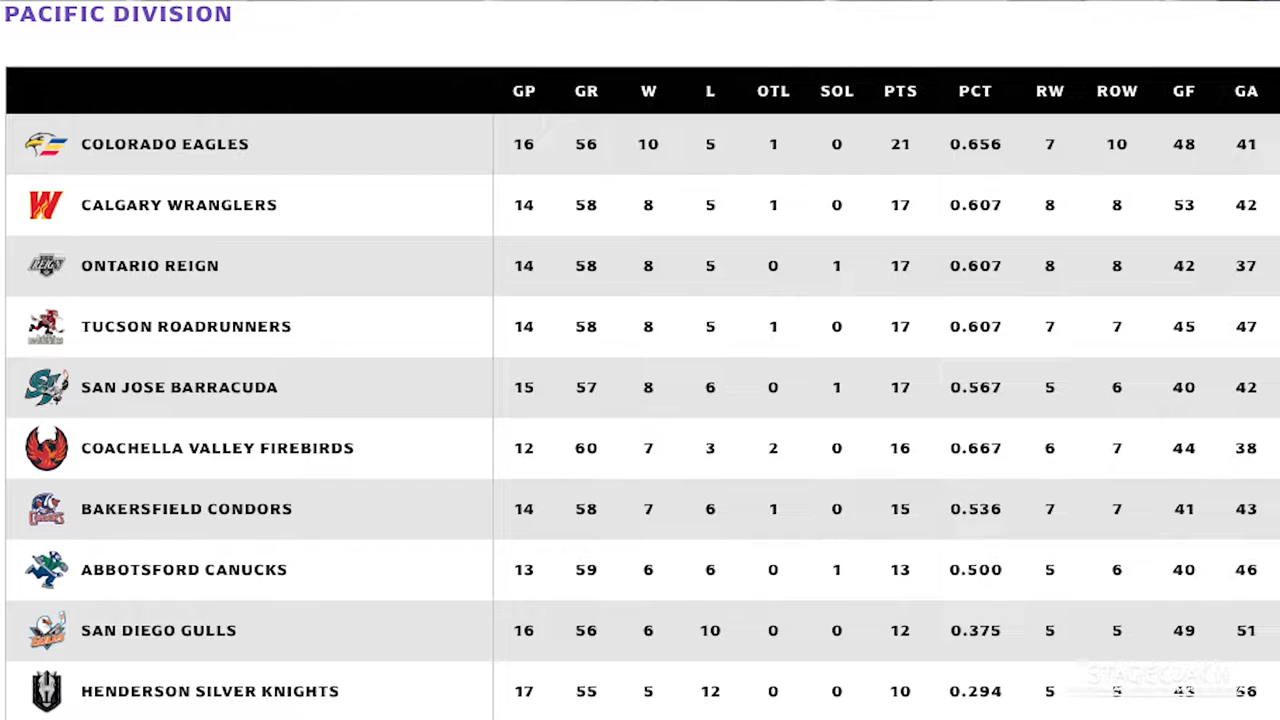 PACIFIC DIVISION
GP GR W L OTL SOL PTS PCT RW ROW GF GA
COLORADO EAGLES 16 56 10 5 1 0 21 0.656 7 10 48 41
CALGARY WRANGLERS 14 58 8 5 1 0 17 0.607 8 8 53 42
ONTARIO REIGN 14 58 8 5 0 1 17 0.607 8 8 42 37
TUCSON ROADRUNNERS 14 58 8 5 1 0 17 0.607 7 7 45 47
SAN JOSE BARRACUDA 15 57 8 6 0 1 17 0.567 5 6 40 42
COACHELLA VALLEY FIREBIRDS 12 60 7 3 2 0 16 0.667 6 7 44 38
BAKERSFIELD CONDORS 14 58 7 6 1 0 15 0.536 7 7 41 43
ABBOTSFORD CANUCKS 13 59 6 6 0 1 13 0.500 5 6 40 46
SAN DIEGO GULLS 16 56 6 10 0 0 12 0.375 5 5 49 51
STAGECOACH
HENDERSON SILVER KNIGHTS 17 55 5 12 0 0 10 0.294 5 5 43 56